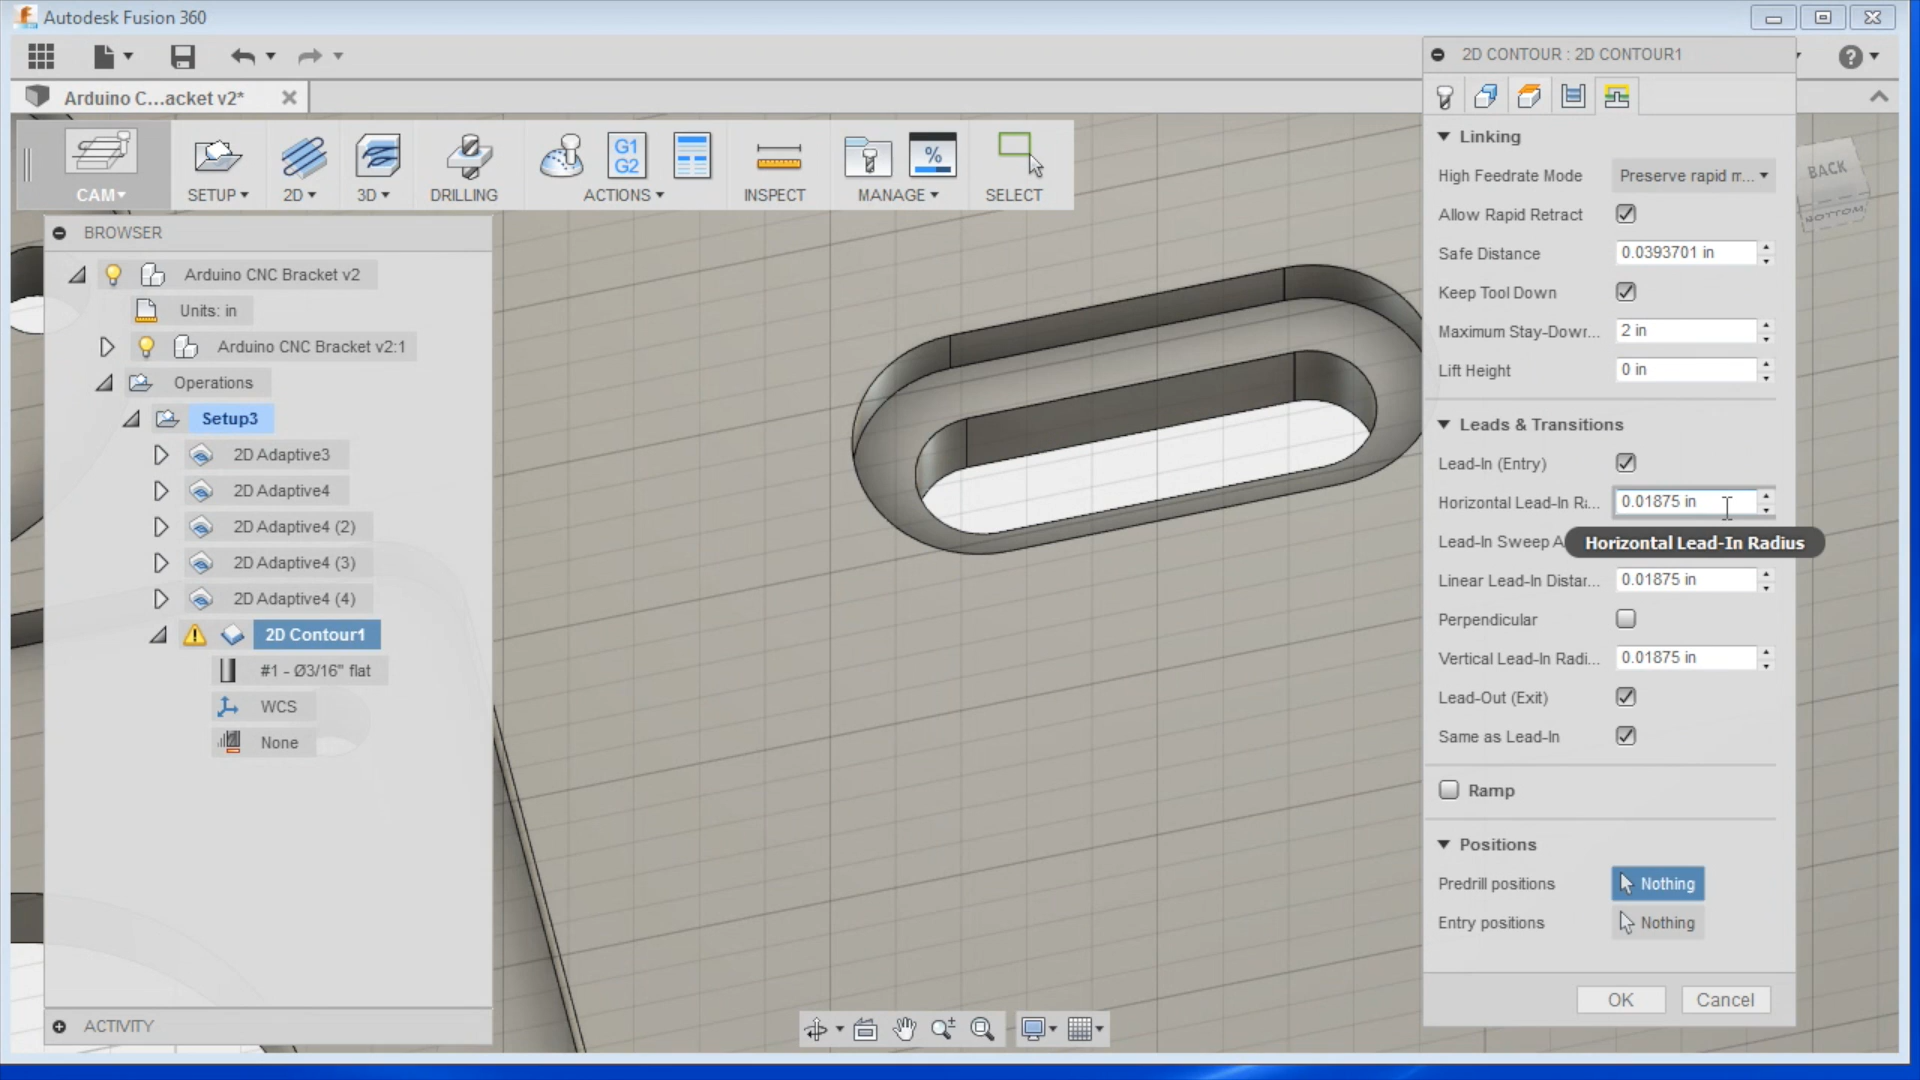 Autodesk Fusion 360
Arduino C...acket v2*
CAM
SETUP
2D
3D
DRILLING
G1
G2
ACTIONS
INSPECT
%
MANAGE
SELECT
BROWSER
Arduino CNC Bracket v2
Units: in
Arduino CNC Bracket v2:1
Operations
Setup3
2D Adaptive3
2D Adaptive4
2D Adaptive4 (2)
2D Adaptive4 (3)
2D Adaptive4 (4)
2D Contour1
#1 - Ø3/16" flat
WCS
None
ACTIVITY
BACK
BOTTOM
2D CONTOUR : 2D CONTOUR1
Linking
High Feedrate Mode Preserve rapid m...
Allow Rapid Retract
Safe Distance 0.0393701 in
Keep Tool Down
Maximum Stay-Down... 2 in
Lift Height 0 in
Leads & Transitions
Lead-In (Entry)
Horizontal Lead-In Ra... 0.01875 in
Lead-In Sweep A
Horizontal Lead-In Radius
Linear Lead-In Distan... 0.01875 in
Perpendicular
Vertical Lead-In Radi... 0.01875 in
Lead-Out (Exit)
Same as Lead-In
Ramp
Positions
Predrill positions Nothing
Entry positions Nothing
OK Cancel